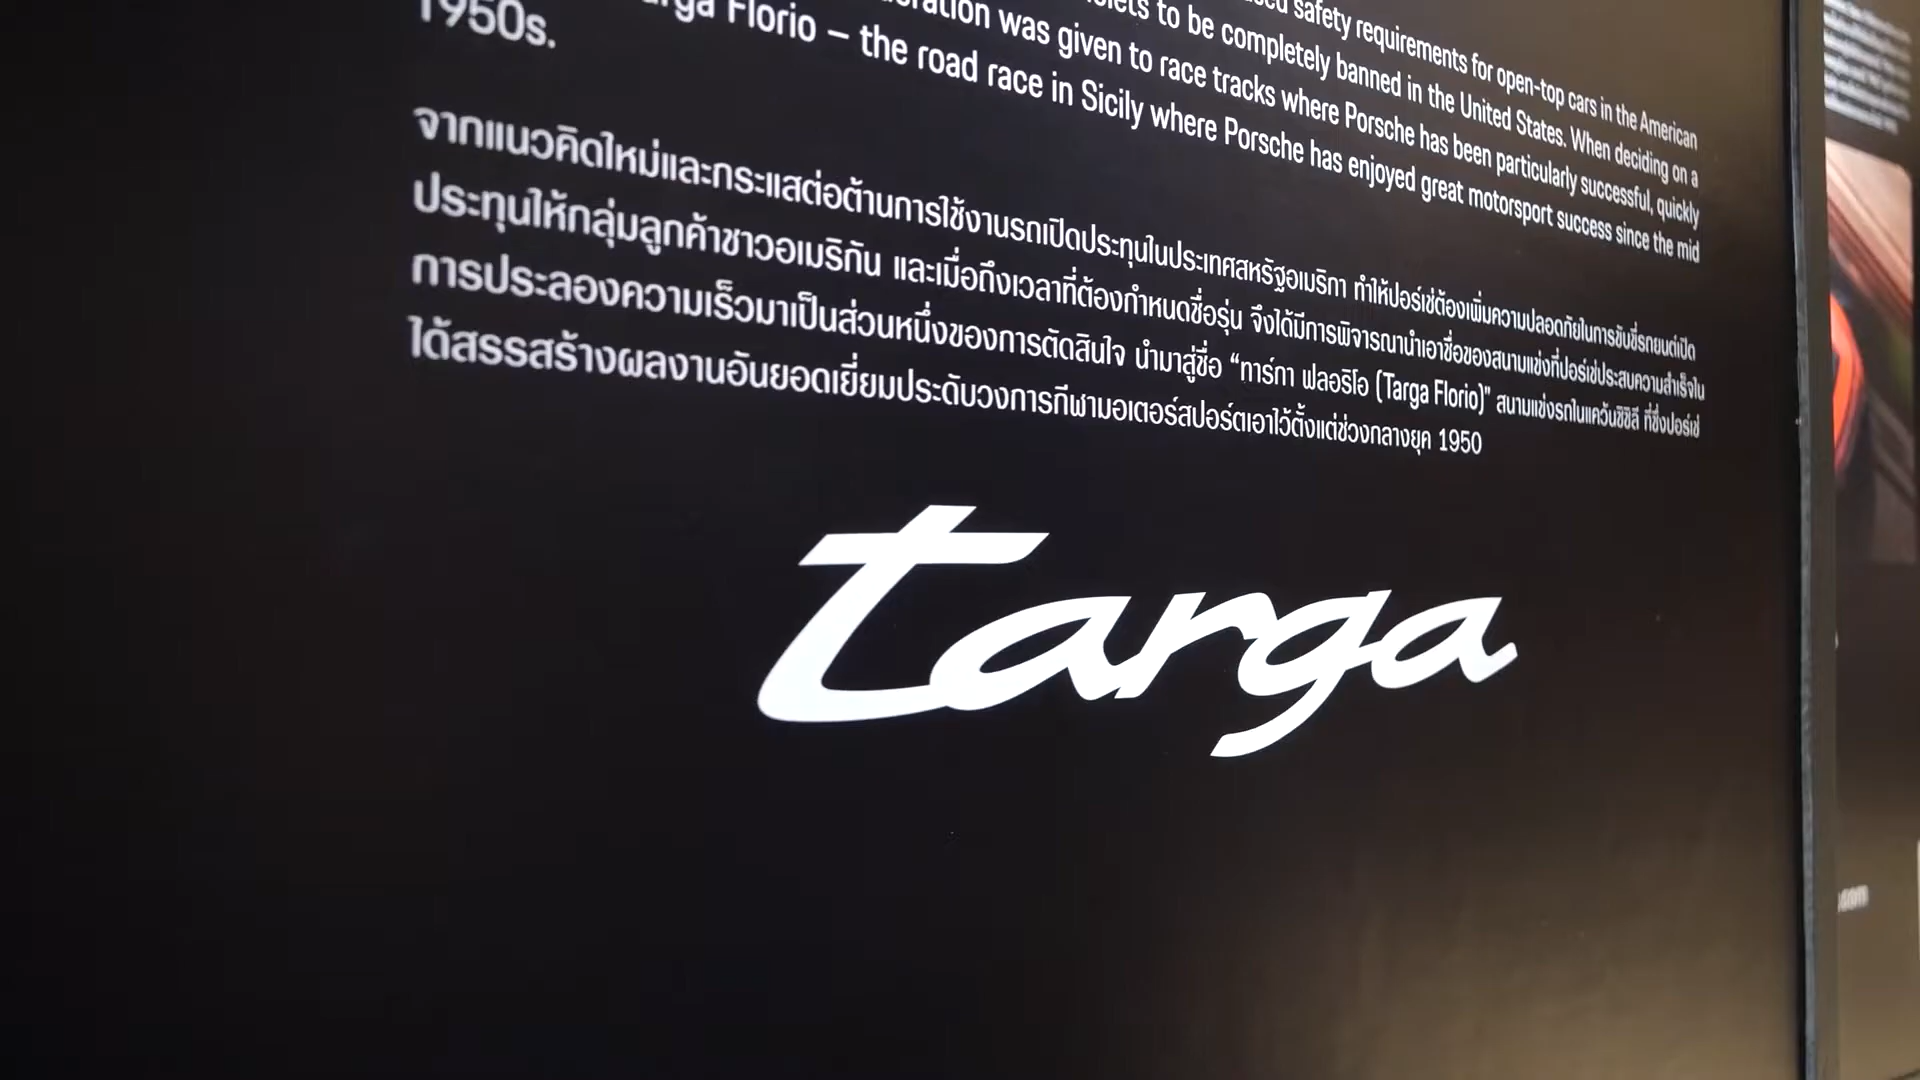 safety requirements for open-top cars in the American
to be completely banned in the United States. When deciding on a
was given to race tracks where Porsche has been particularly successful, quickly
Florio – the road race in Sicily where Porsche has enjoyed great motorsport success since the mid
1950s.
จากแนวคิดใหม่และกระแสต่อต้านการใช้งานรถเปิดประทุนในประเทศสหรัฐอเมริกา ทำให้ปอร์เช่ต้องเพิ่มความปลอดภัยในการขับขี่รถยนต์เปิด
ประทุนให้กลุ่มลูกค้าชาวอเมริกัน และเมื่อถึงเวลาที่ต้องกำหนดชื่อรุ่น จึงได้มีการพิจารณานำเอาชื่อของสนามแข่งที่ปอร์เช่ประสบความสำเร็จใน
การประลองความเร็วมาเป็นส่วนหนึ่งของการตัดสินใจ นำมาสู่ชื่อ “ทาร์กา ฟลอริโอ (Targa Florio)" สนามแข่งรถในแคว้นซิซิลี ที่ซึ่งปอร์เช่
ได้สรรสร้างผลงานอันยอดเยี่ยมประดับวงการกีฬามอเตอร์สปอร์ตเอาไว้ตั้งแต่ช่วงกลางยุค 1950
targa
.com